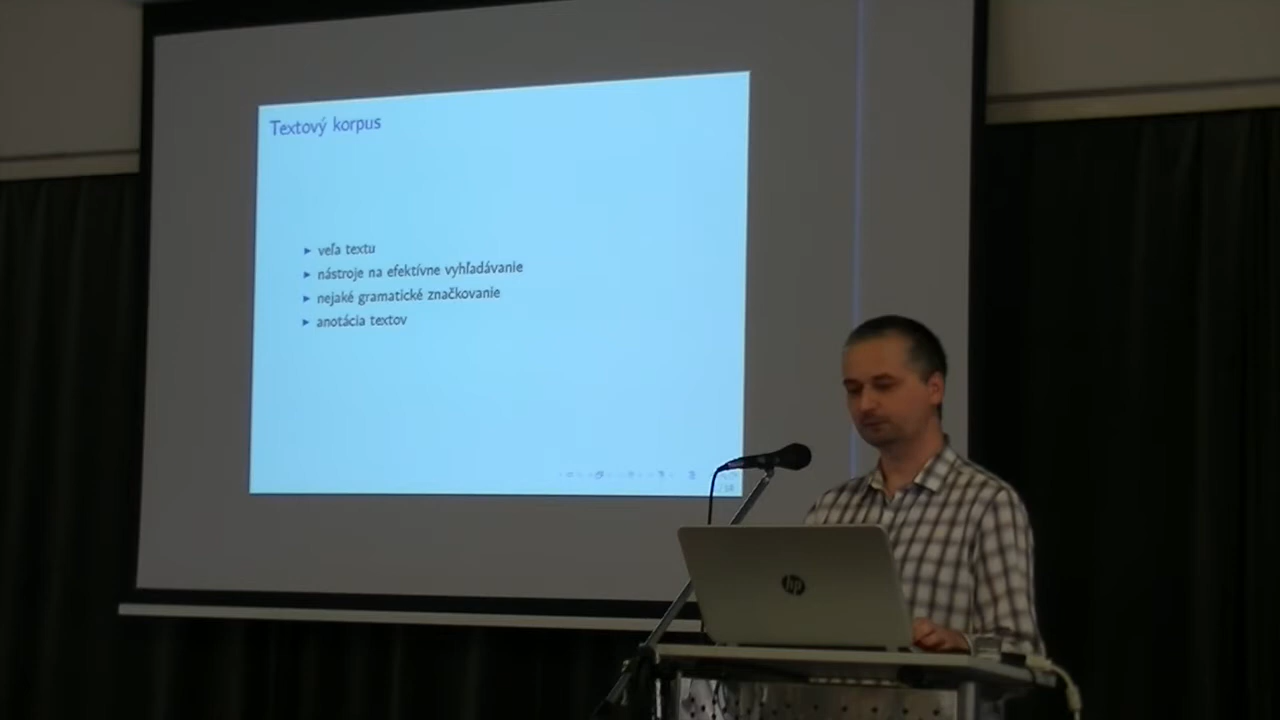 Textový korpus
veľa textu
nástroje na efektívne vyhľadávanie
nejaké gramatické značkovanie
anotácia textov
hp